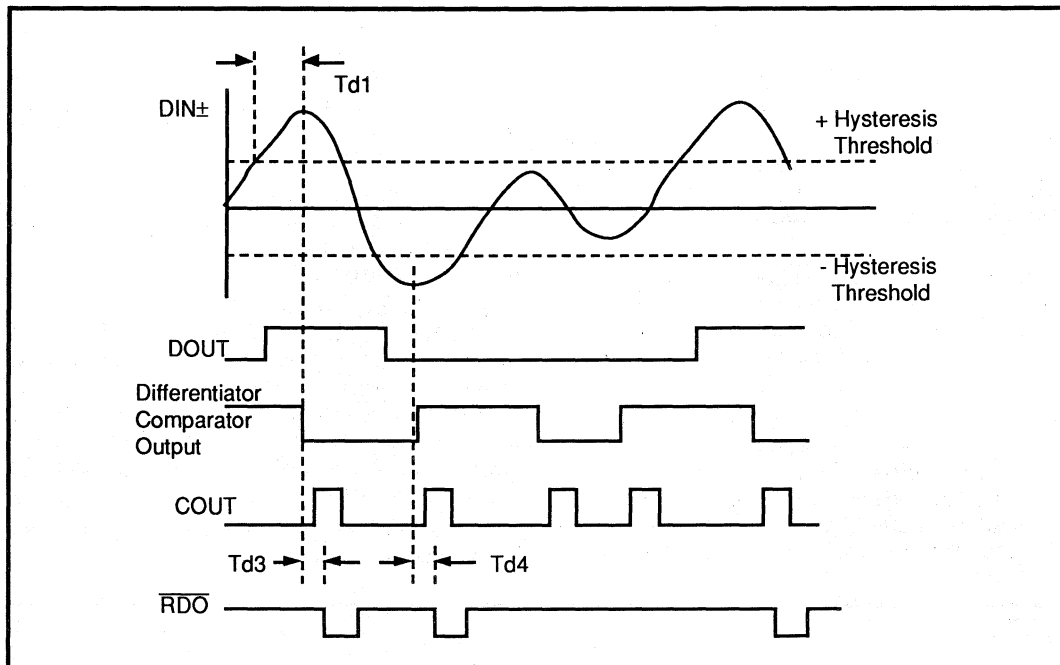 Td1
DIN±
+ Hysteresis
Threshold
- Hysteresis
Threshold
DOUT
Differentiator
Comparator
Output
COUT
Td3
Td4
RDO